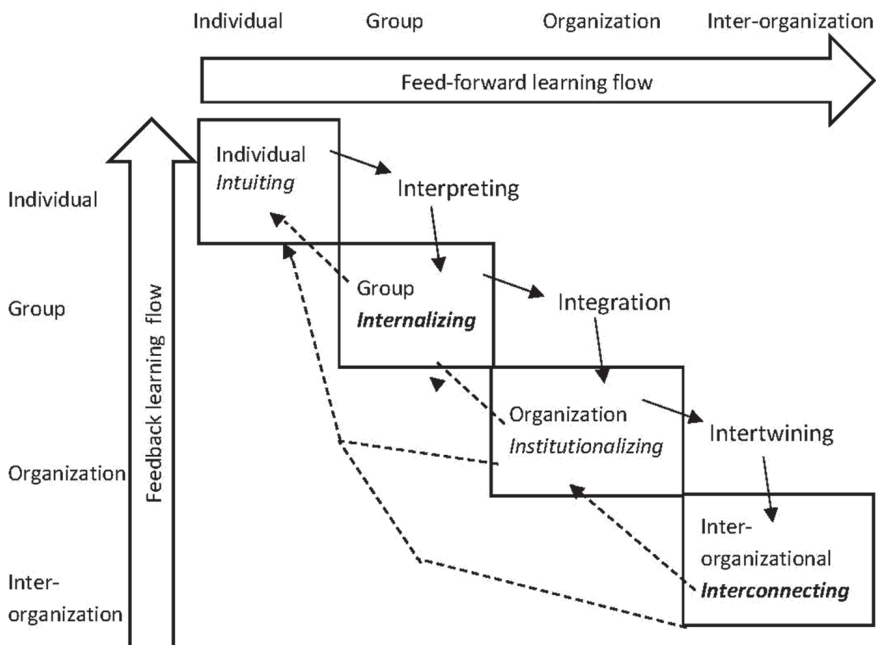 Individual Group Organization Inter-organization
Feed-forward learning flow
Individual
Intuiting
Interpreting
Individual
Group
Internalizing
Integration
Group
Feedback learning flow
Organization
Institutionalizing
Intertwining
Organization
Inter-
organizational
Interconnecting
Inter-
organization